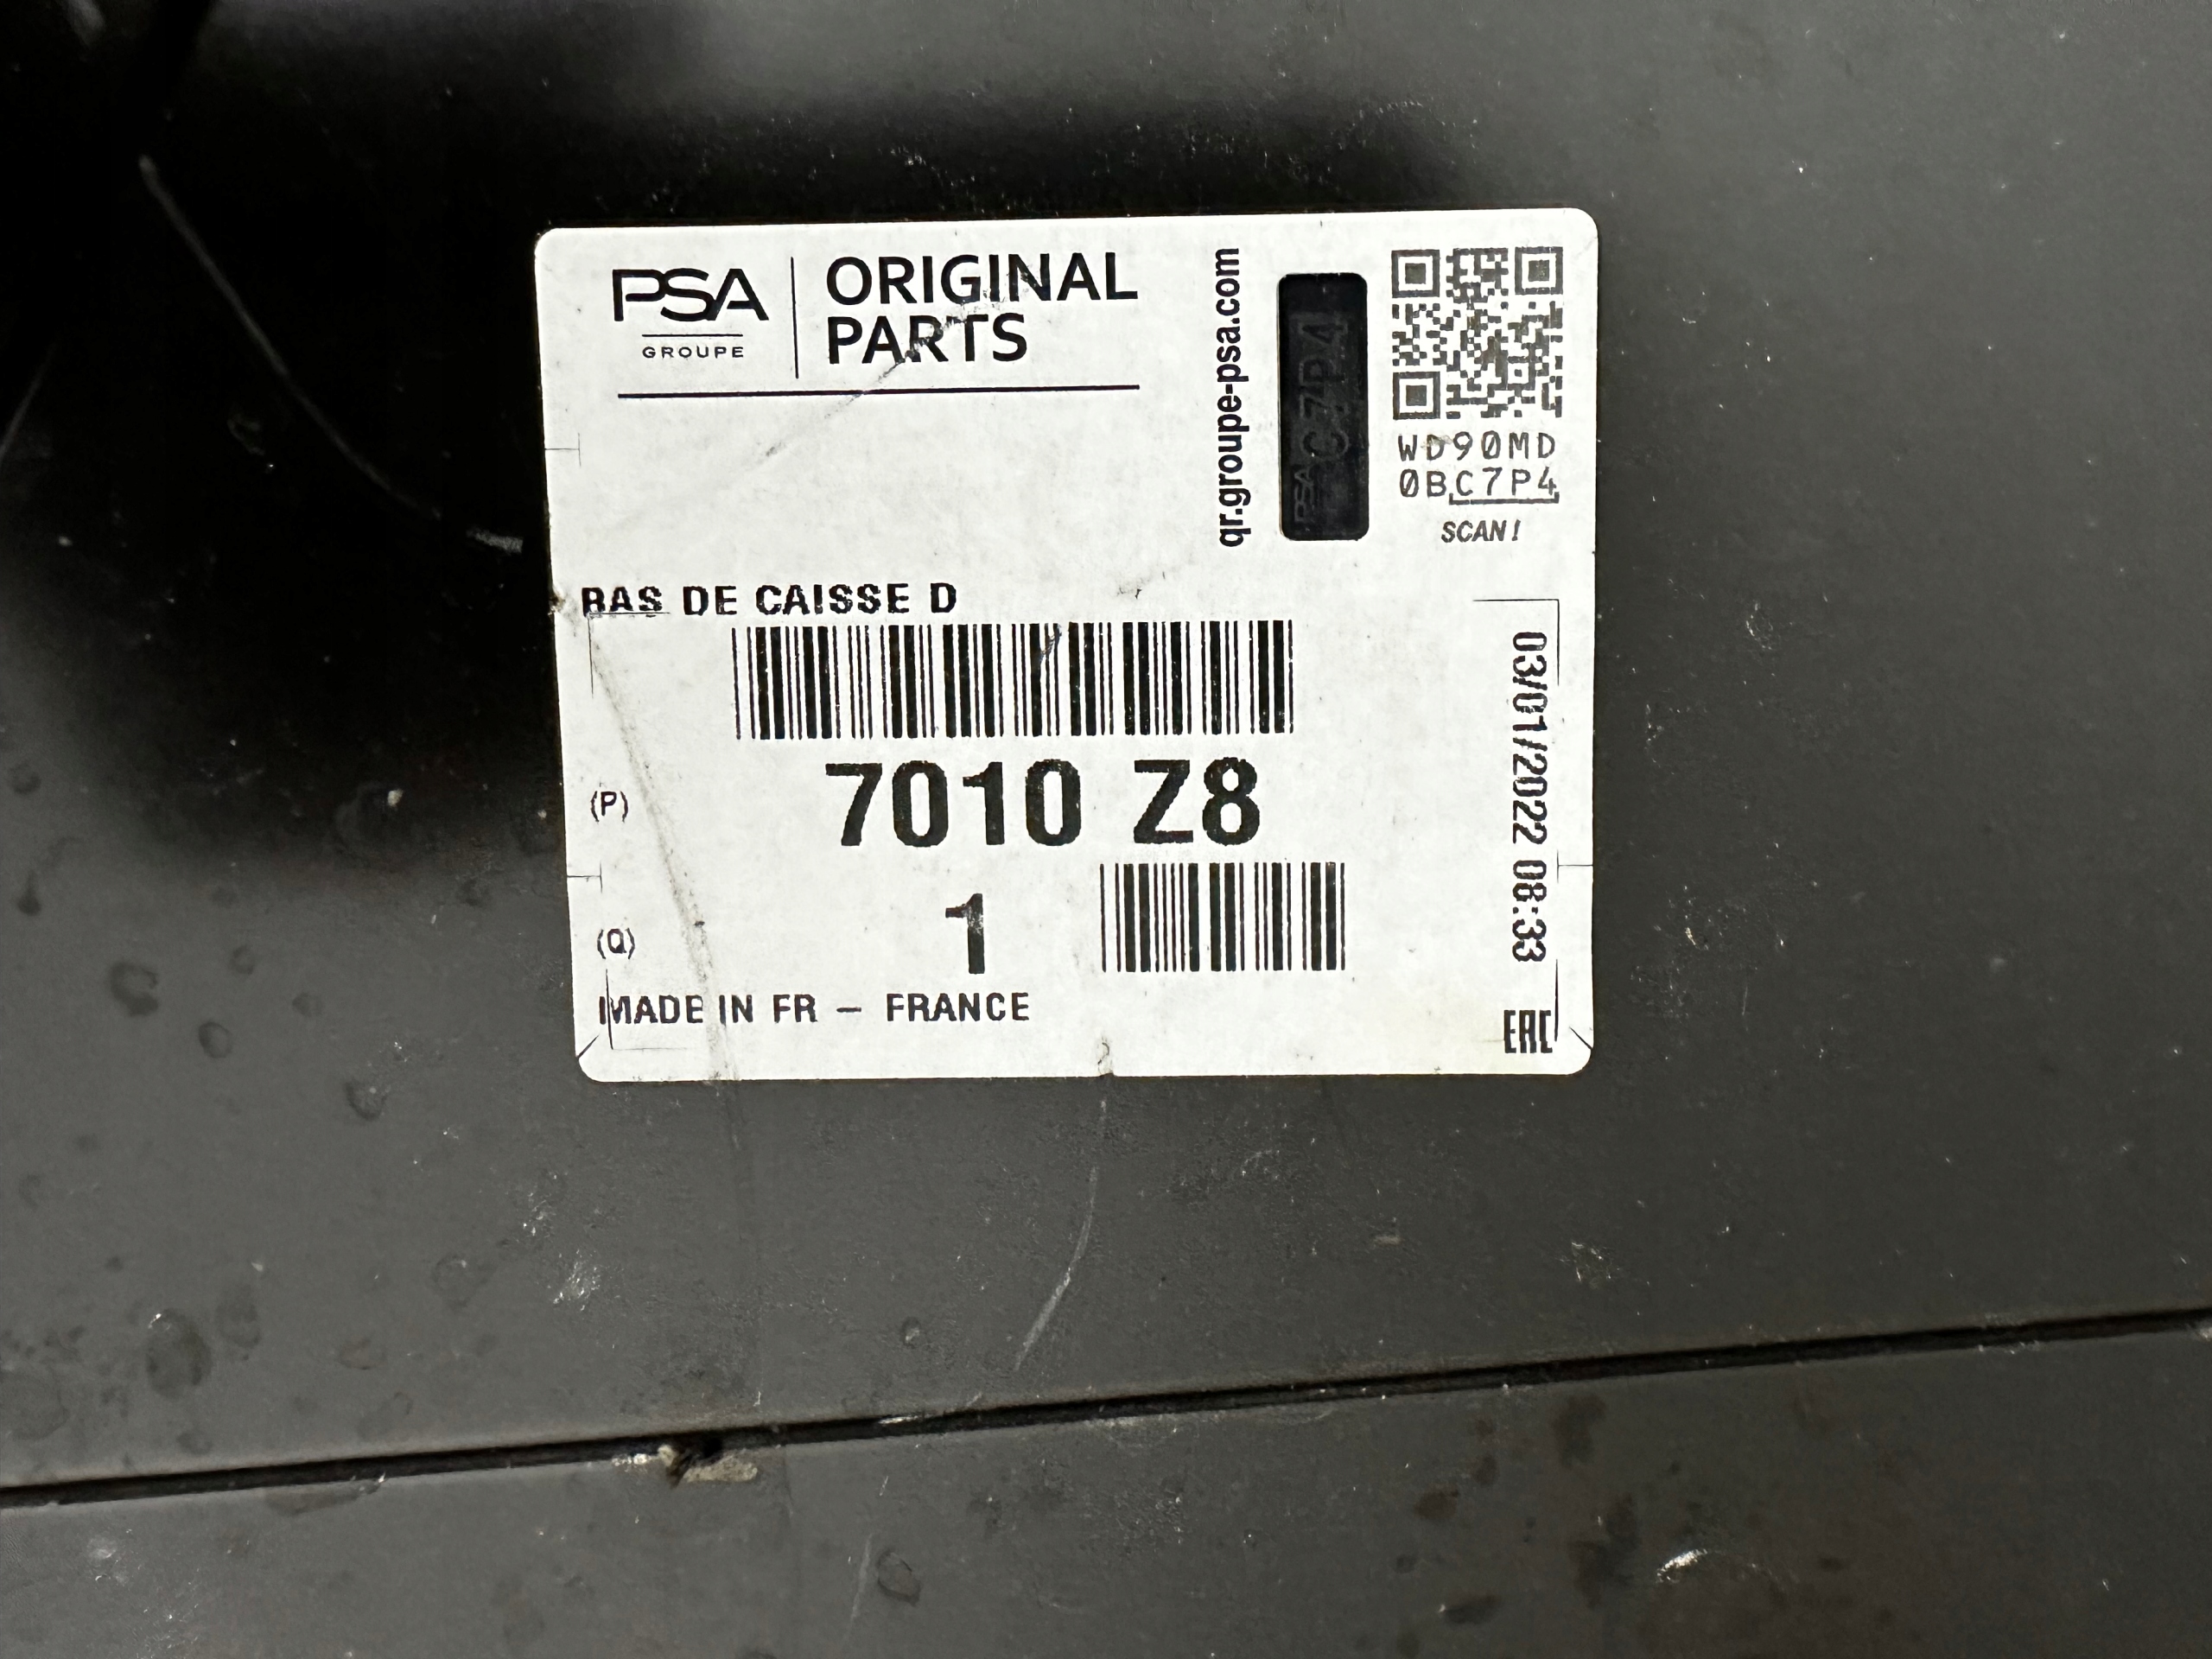 PSA
GROUPE
ORIGINAL
PARTS
qr.groupe-psa.com
PSA
C7P4
WD90MD
0BC7P4
SCAN!
BAS DE CAISSE D
(P)
7010 Z8
(Q)
1
MADE IN FR – FRANCE
03/01/2022 08:33
EAC